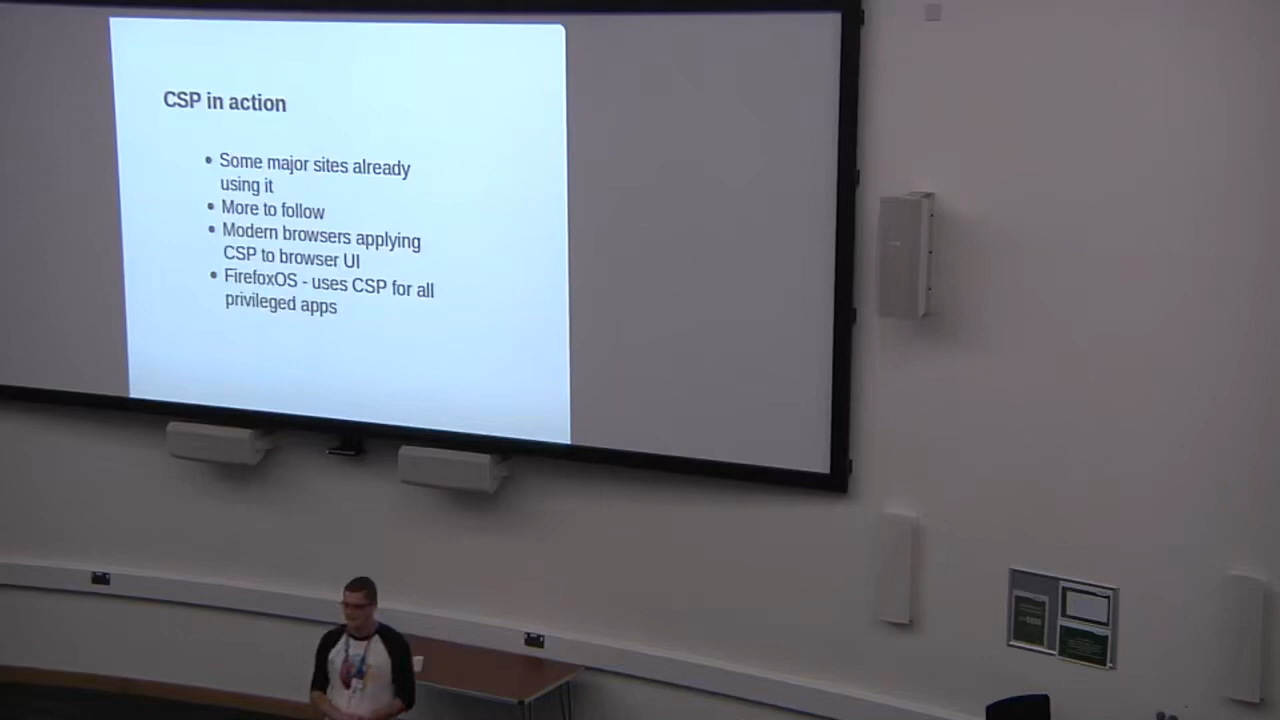 CSP in action
• Some major sites already
using it
• More to follow
• Modern browsers applying
CSP to browser UI
• FirefoxOS - uses CSP for all
privileged apps